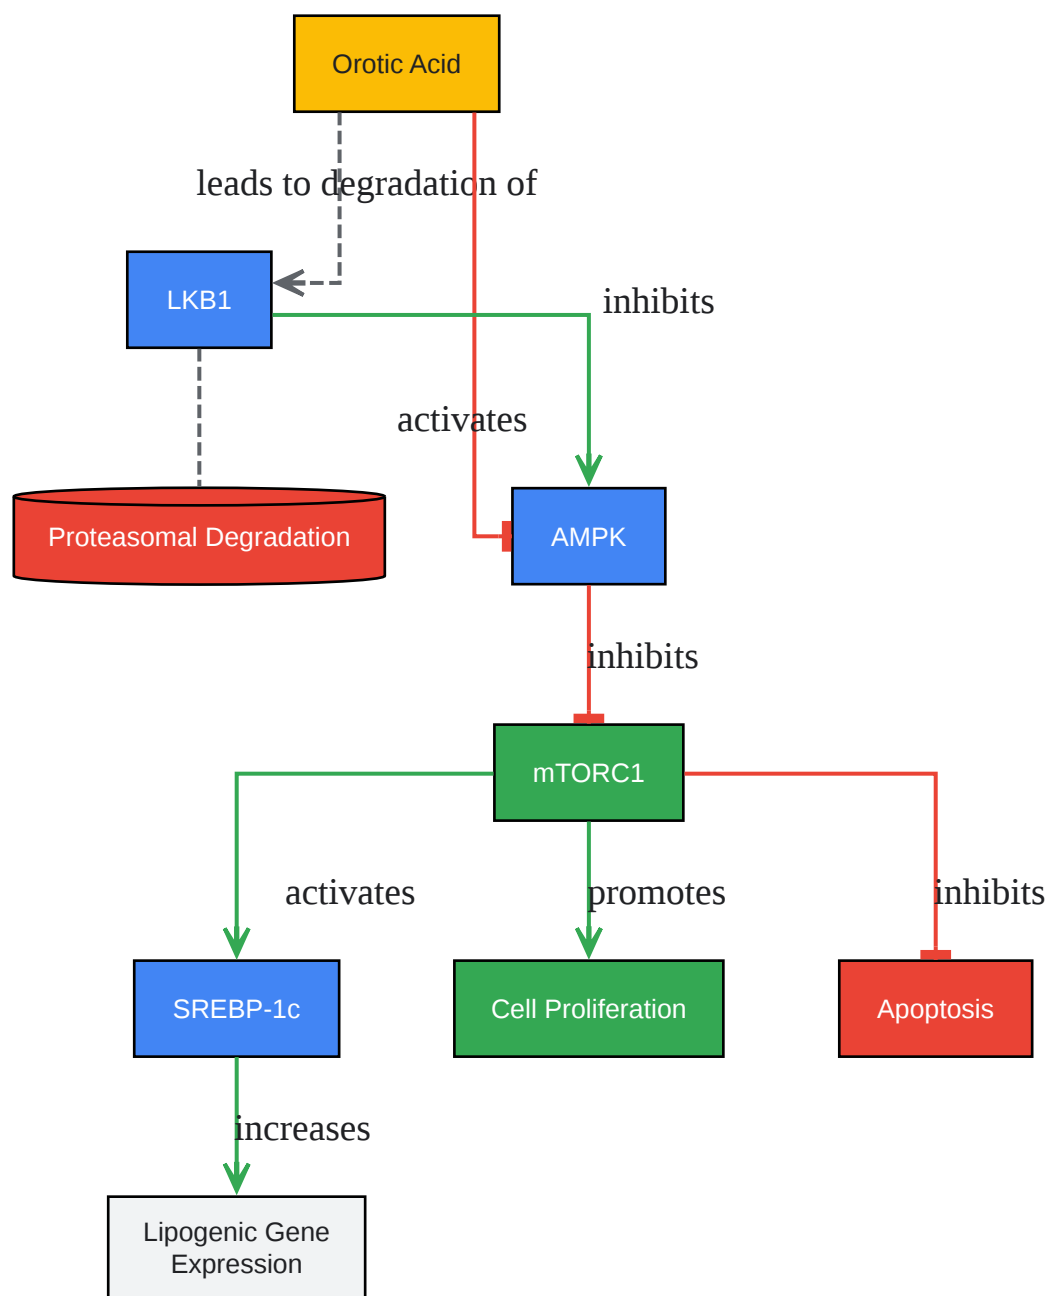 Orotic Acid
leads to degradation of
LKB1
inhibits
activates
Proteasomal Degradation
AMPK
inhibits
mTORC1
activates
promotes
inhibits
SREBP-1c
Cell Proliferation
Apoptosis
increases
Lipogenic Gene
Expression